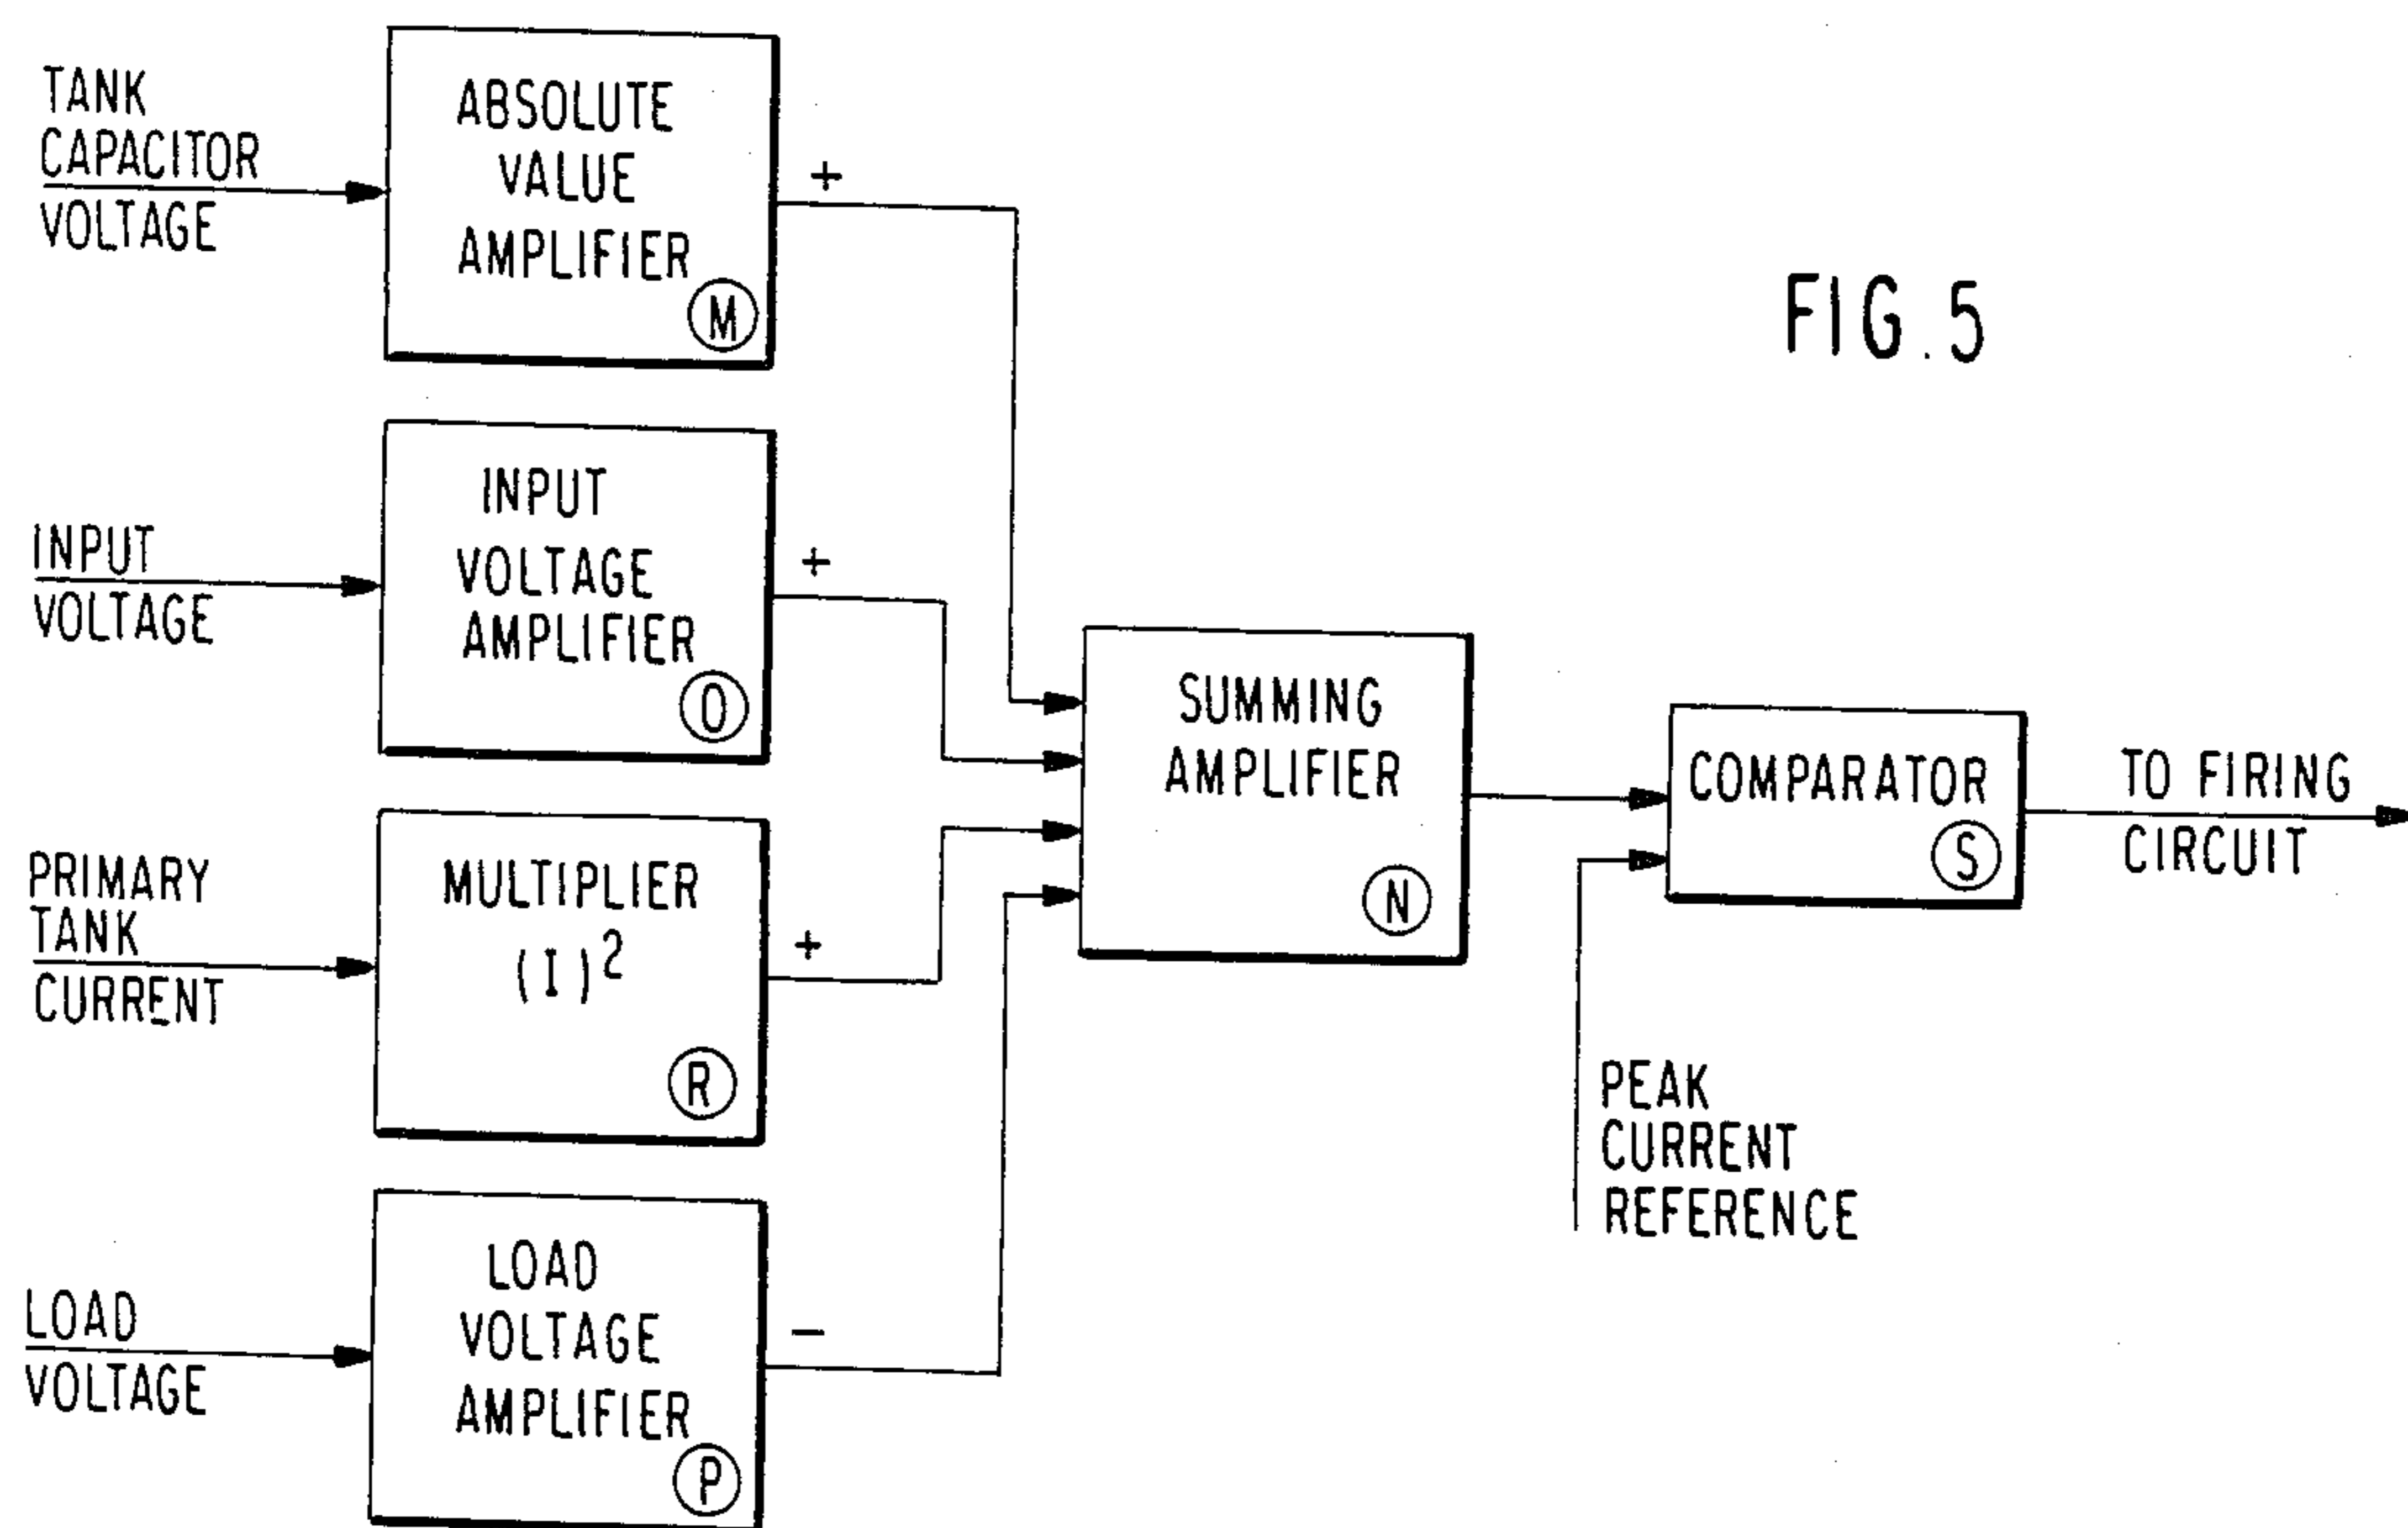 TANK
CAPACITOR
VOLTAGE
ABSOLUTE
VALUE
AMPLIFIER
M
+
FIG.5
INPUT
VOLTAGE
INPUT
VOLTAGE
AMPLIFIER
O
+
PRIMARY
TANK
CURRENT
MULTIPLIER
(I)²
R
+
LOAD
VOLTAGE
LOAD
VOLTAGE
AMPLIFIER
P
−
SUMMING
AMPLIFIER
N
COMPARATOR
S
PEAK
CURRENT
REFERENCE
TO FIRING
CIRCUIT